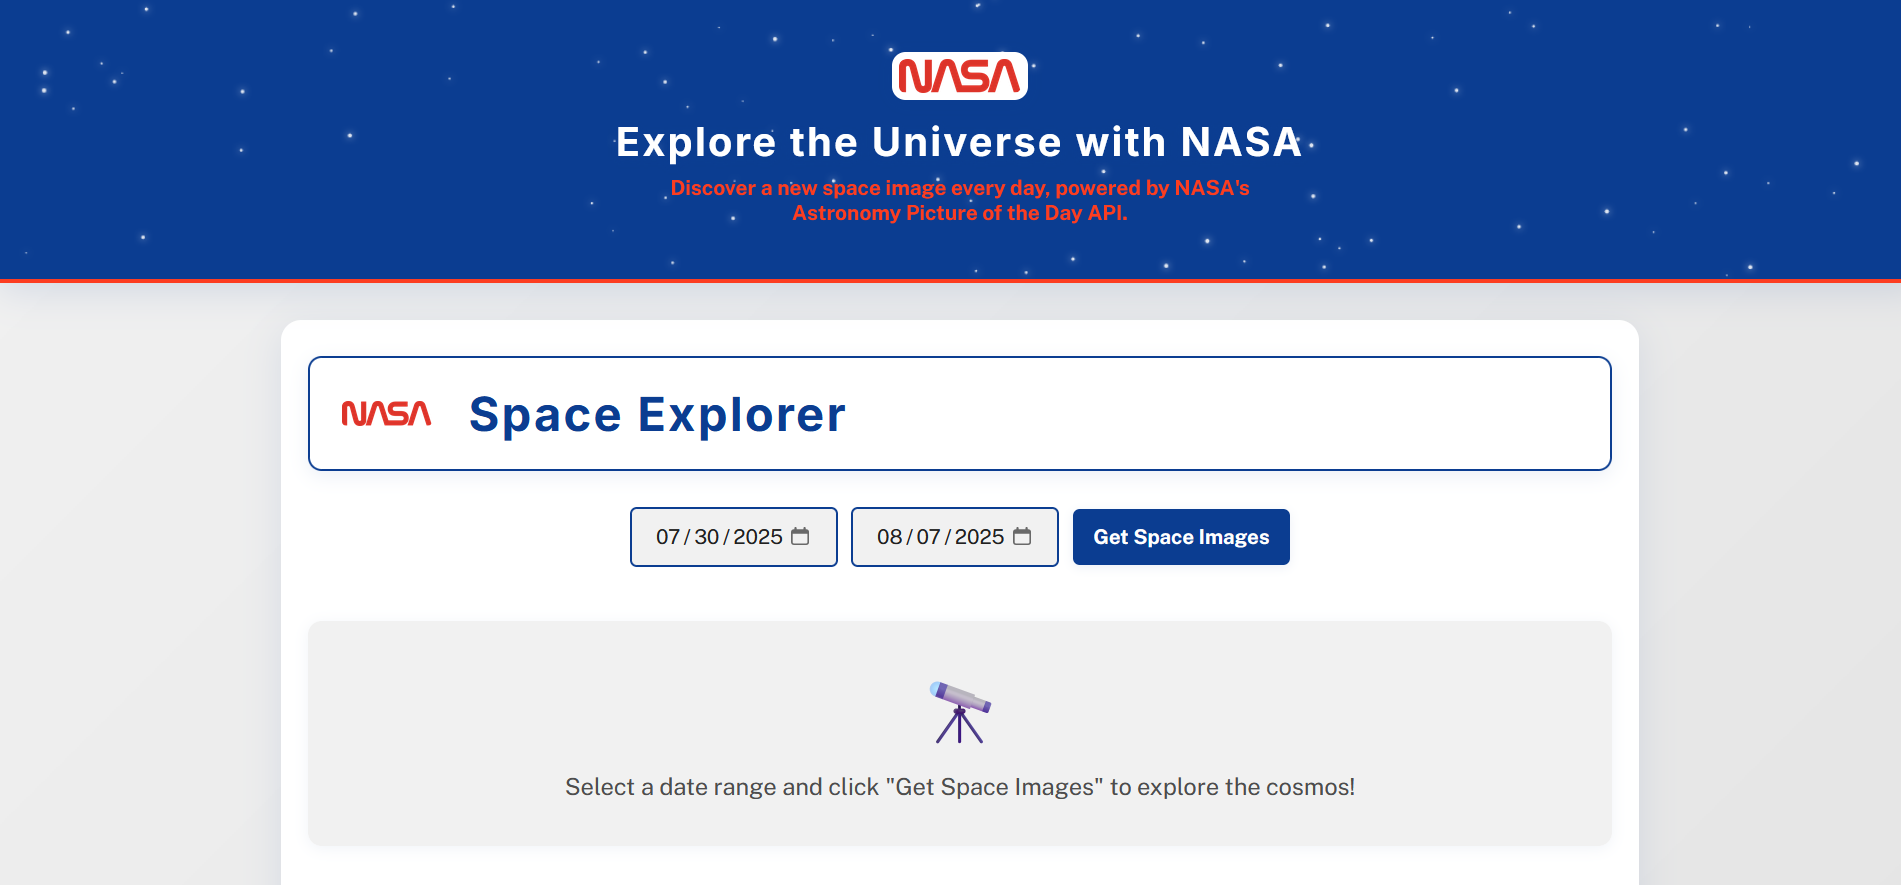 NASA
Explore the Universe with NASA
Discover a new space image every day, powered by NASA's
Astronomy Picture of the Day API.
NASA Space Explorer
07/30/2025 08/07/2025 Get Space Images
Select a date range and click "Get Space Images" to explore the cosmos!